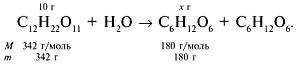 10 г x г
C₁₂H₂₂O₁₁ + H₂O → C₆H₁₂O₆ + C₆H₁₂O₆.
M 342 г/моль 180 г/моль
m 342 г 180 г